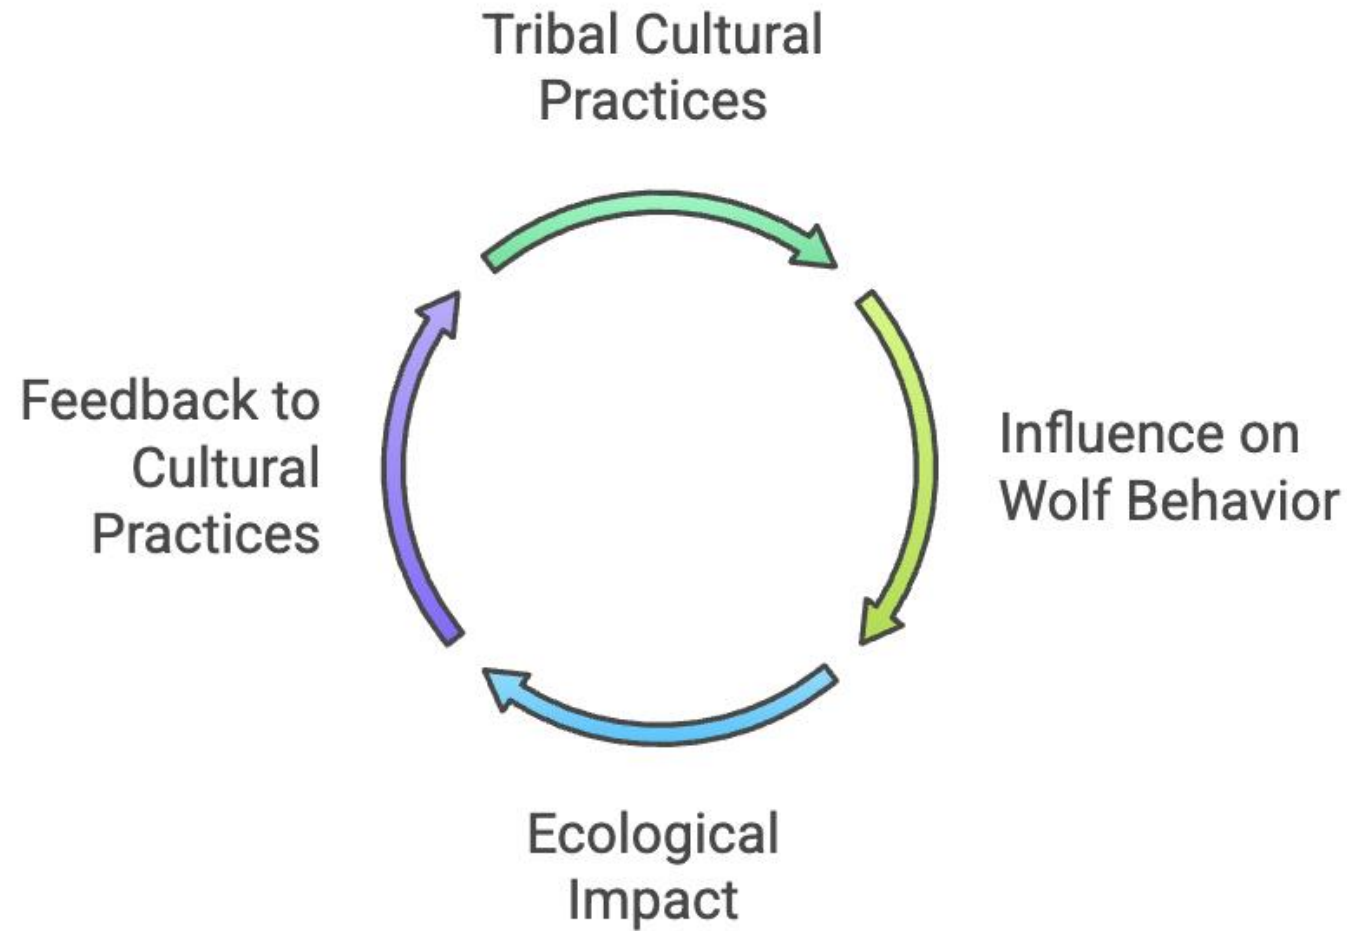 Tribal Cultural
Practices
Influence on
Wolf Behavior
Ecological
Impact
Feedback to
Cultural
Practices